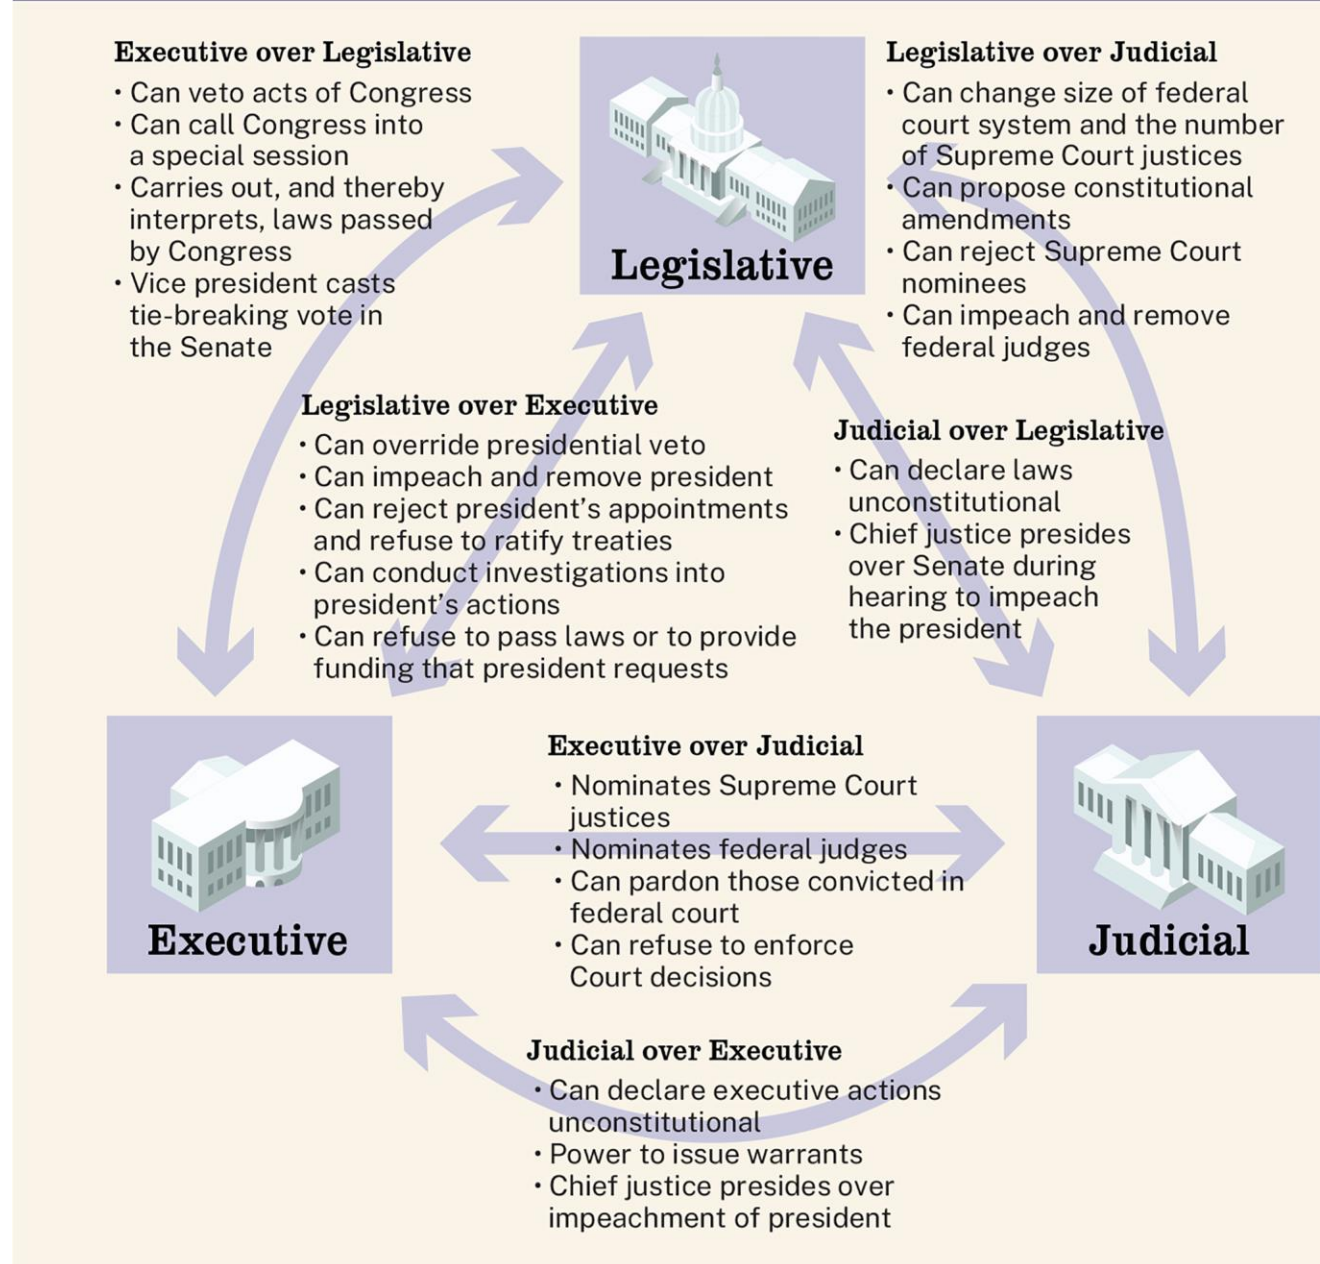 Executive over Legislative
• Can veto acts of Congress
• Can call Congress into
a special session
• Carries out, and thereby
interprets, laws passed
by Congress
• Vice president casts
tie-breaking vote in
the Senate
Legislative
Legislative over Judicial
• Can change size of federal
court system and the number
of Supreme Court justices
• Can propose constitutional
amendments
• Can reject Supreme Court
nominees
• Can impeach and remove
federal judges
Legislative over Executive
• Can override presidential veto
• Can impeach and remove president
• Can reject president’s appointments
and refuse to ratify treaties
• Can conduct investigations into
president’s actions
• Can refuse to pass laws or to provide
funding that president requests
Judicial over Legislative
• Can declare laws
unconstitutional
• Chief justice presides
over Senate during
hearing to impeach
the president
Executive
Executive over Judicial
• Nominates Supreme Court
justices
• Nominates federal judges
• Can pardon those convicted in
federal court
• Can refuse to enforce
Court decisions
Judicial
Judicial over Executive
• Can declare executive actions
unconstitutional
• Power to issue warrants
• Chief justice presides over
impeachment of president